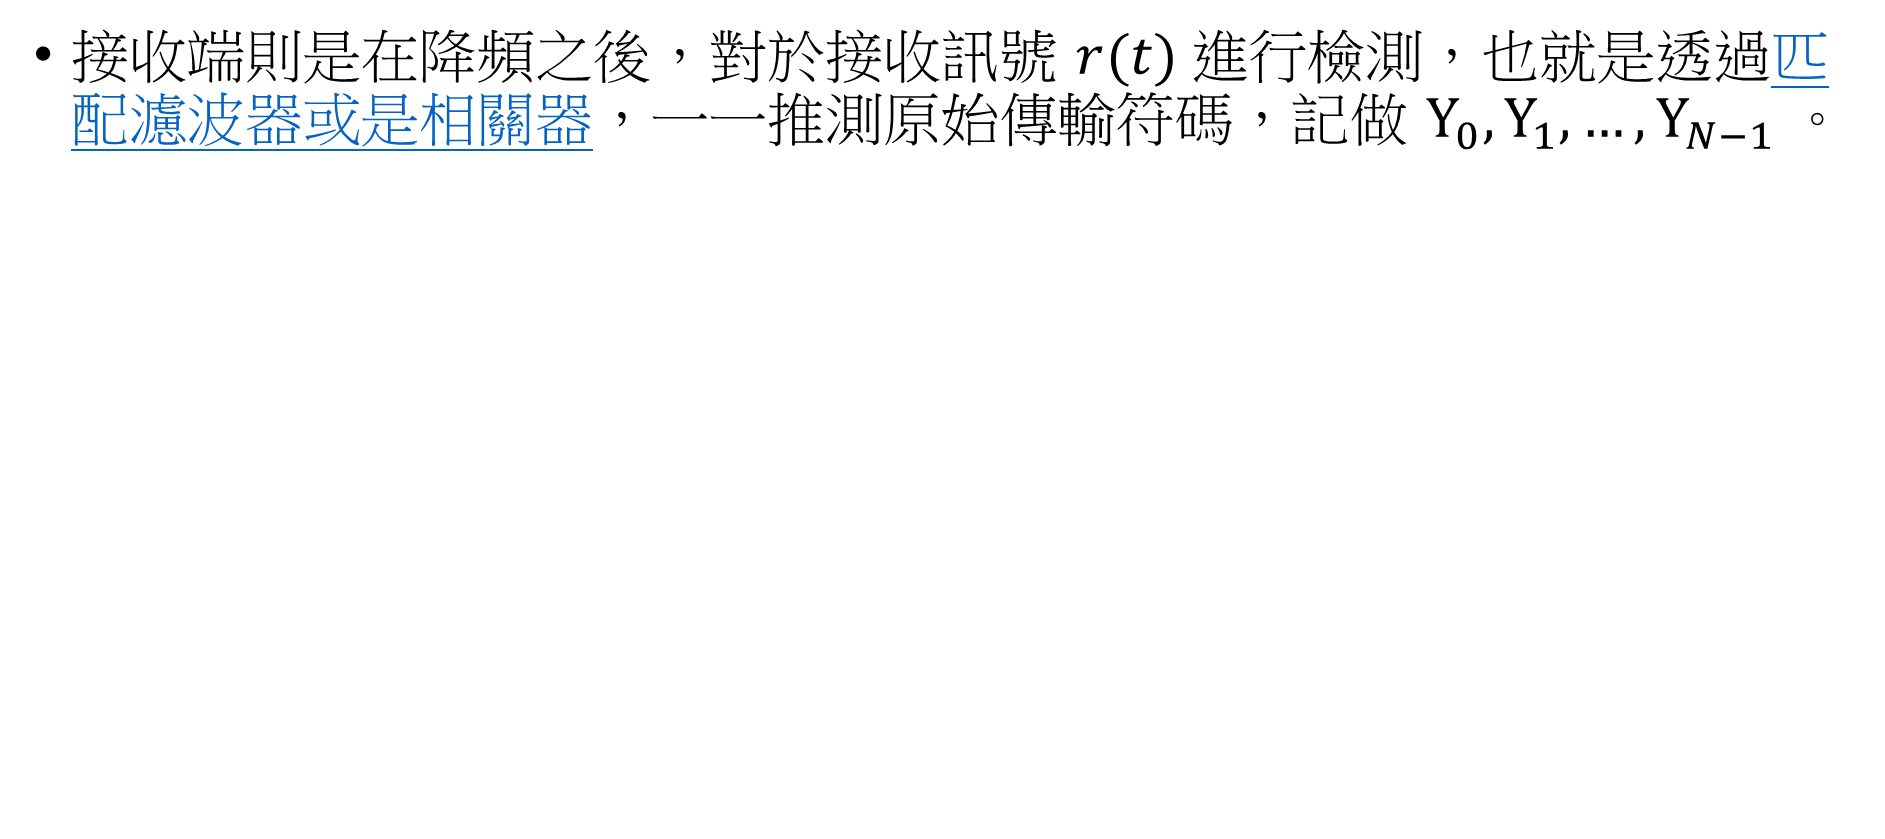 • 接收端則是在降頻之後，對於接收訊號 r(t) 進行檢測，也就是透過匹
配濾波器或是相關器，一一推測原始傳輸符碼，記做 Y₀, Y₁, … , Y_{N−1} 。